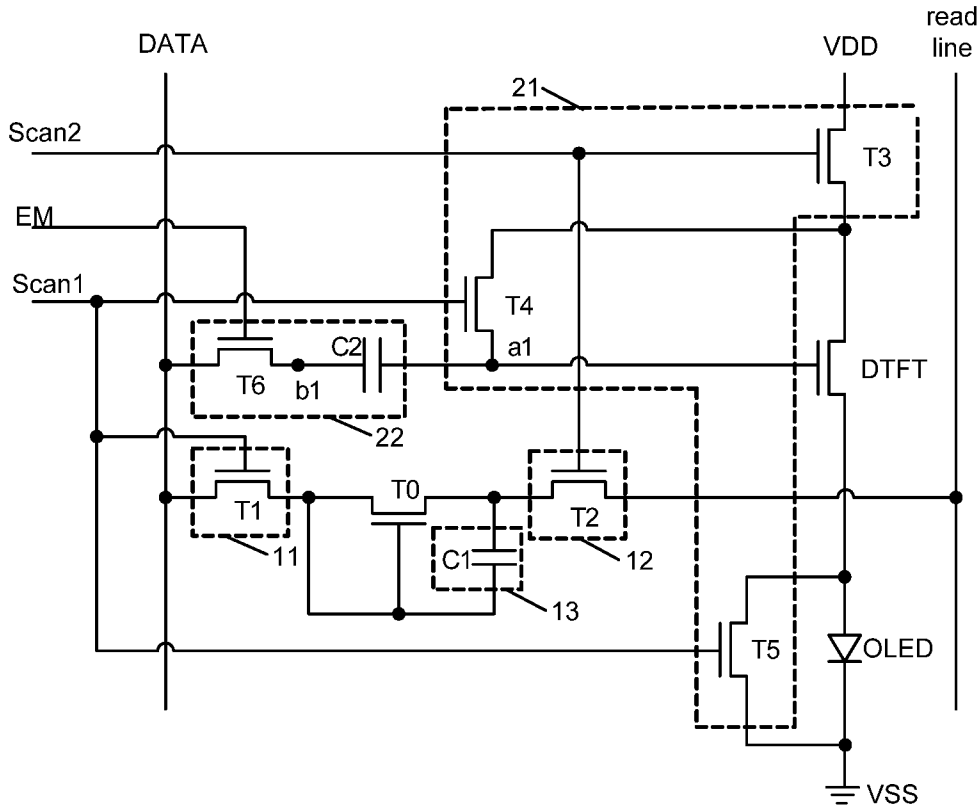 read
line
DATA
VDD
21
Scan2
T3
EM
Scan1
T4
C2
a1
T6
b1
DTFT
22
T0
T1
T2
C1
11
12
13
T5
OLED
VSS